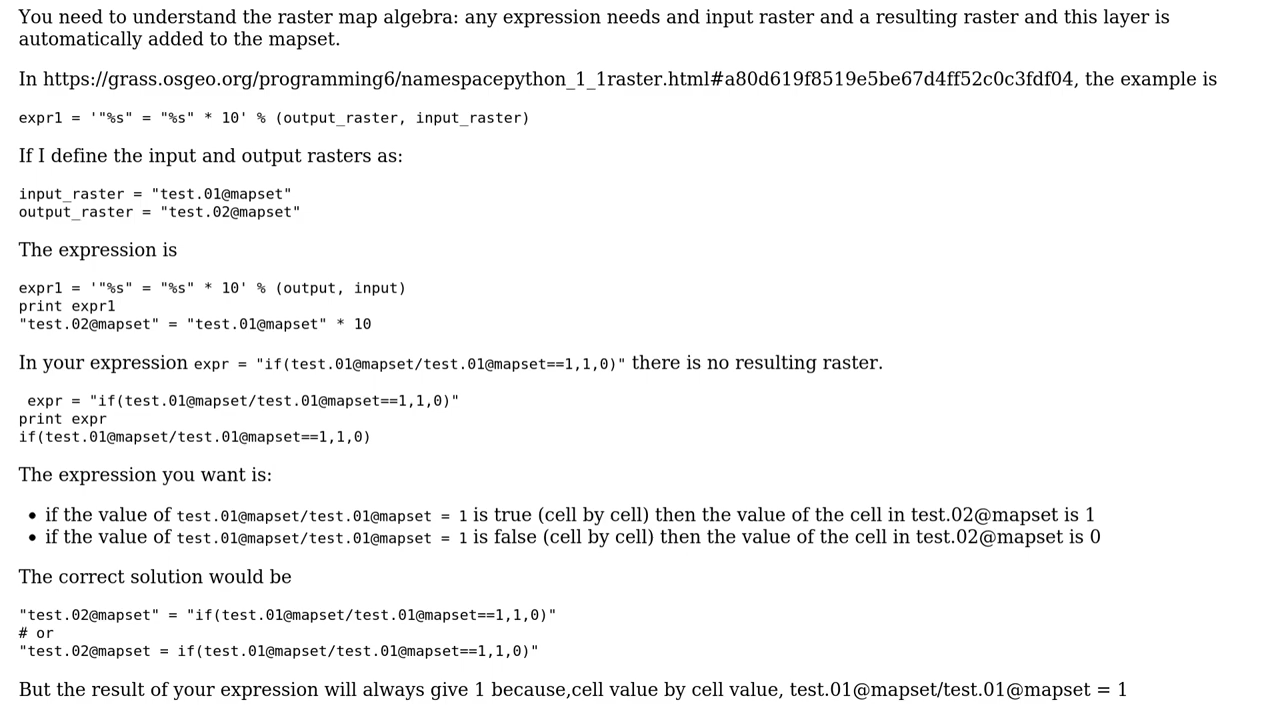 You need to understand the raster map algebra: any expression needs and input raster and a resulting raster and this layer is
automatically added to the mapset.
In https://grass.osgeo.org/programming6/namespacepython_1_1raster.html#a80d619f8519e5be67d4ff52c0c3fdf04, the example is
expr1 = '"%s" = "%s" * 10' % (output_raster, input_raster)
If I define the input and output rasters as:
input_raster = "test.01@mapset"
output_raster = "test.02@mapset"
The expression is
expr1 = '"%s" = "%s" * 10' % (output, input)
print expr1
"test.02@mapset" = "test.01@mapset" * 10
In your expression expr = "if(test.01@mapset/test.01@mapset==1,1,0)" there is no resulting raster.
expr = "if(test.01@mapset/test.01@mapset==1,1,0)"
print expr
if(test.01@mapset/test.01@mapset==1,1,0)
The expression you want is:
• if the value of test.01@mapset/test.01@mapset = 1 is true (cell by cell) then the value of the cell in test.02@mapset is 1
• if the value of test.01@mapset/test.01@mapset = 1 is false (cell by cell) then the value of the cell in test.02@mapset is 0
The correct solution would be
"test.02@mapset" = "if(test.01@mapset/test.01@mapset==1,1,0)"
# or
"test.02@mapset = if(test.01@mapset/test.01@mapset==1,1,0)"
But the result of your expression will always give 1 because,cell value by cell value, test.01@mapset/test.01@mapset = 1